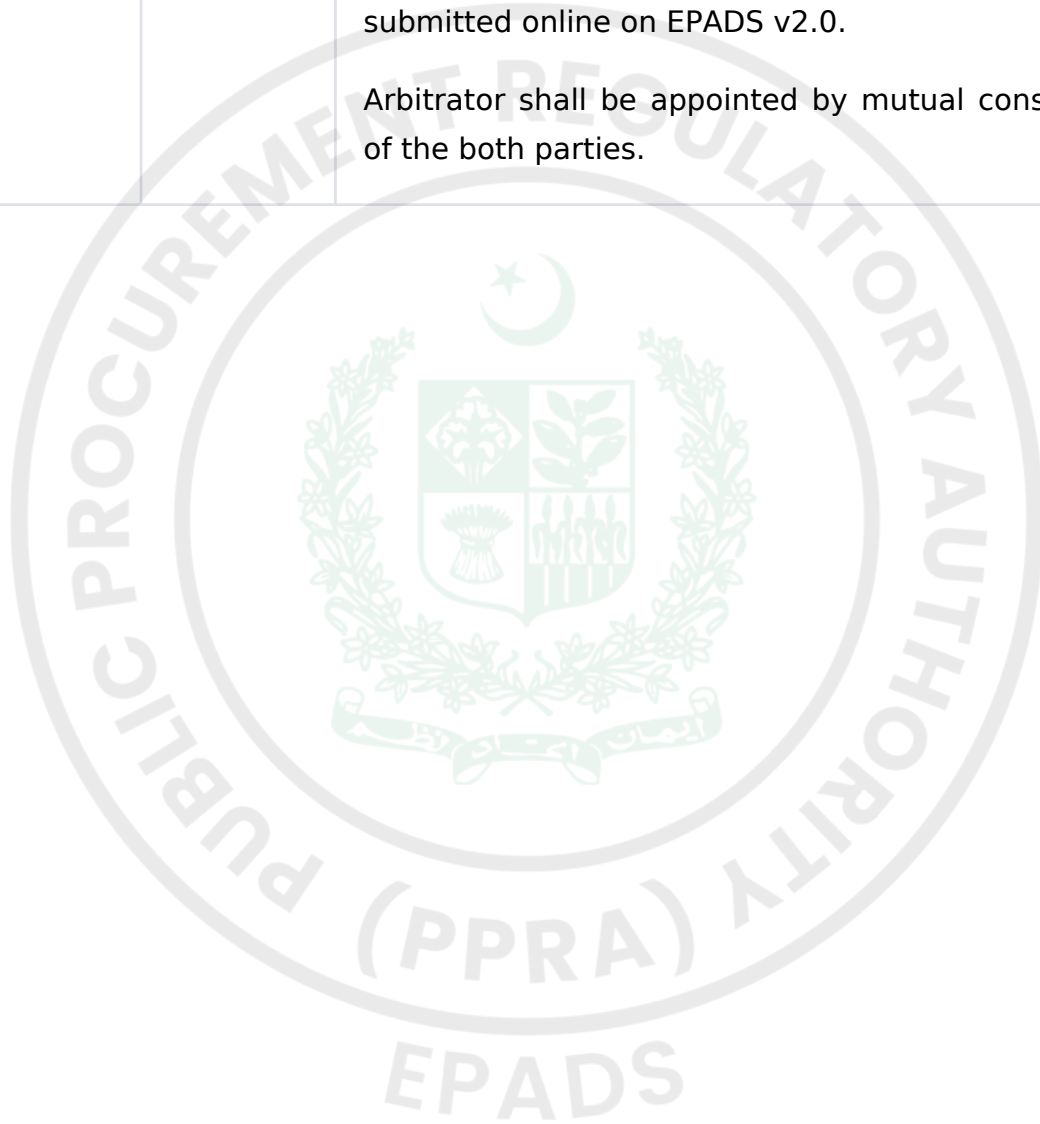 submitted online on EPADS v2.0.
Arbitrator shall be appointed by mutual cons
of the both parties.
PUBLIC PROCUREMENT REGULATORY AUTHORITY
(PPRA)
EPADS